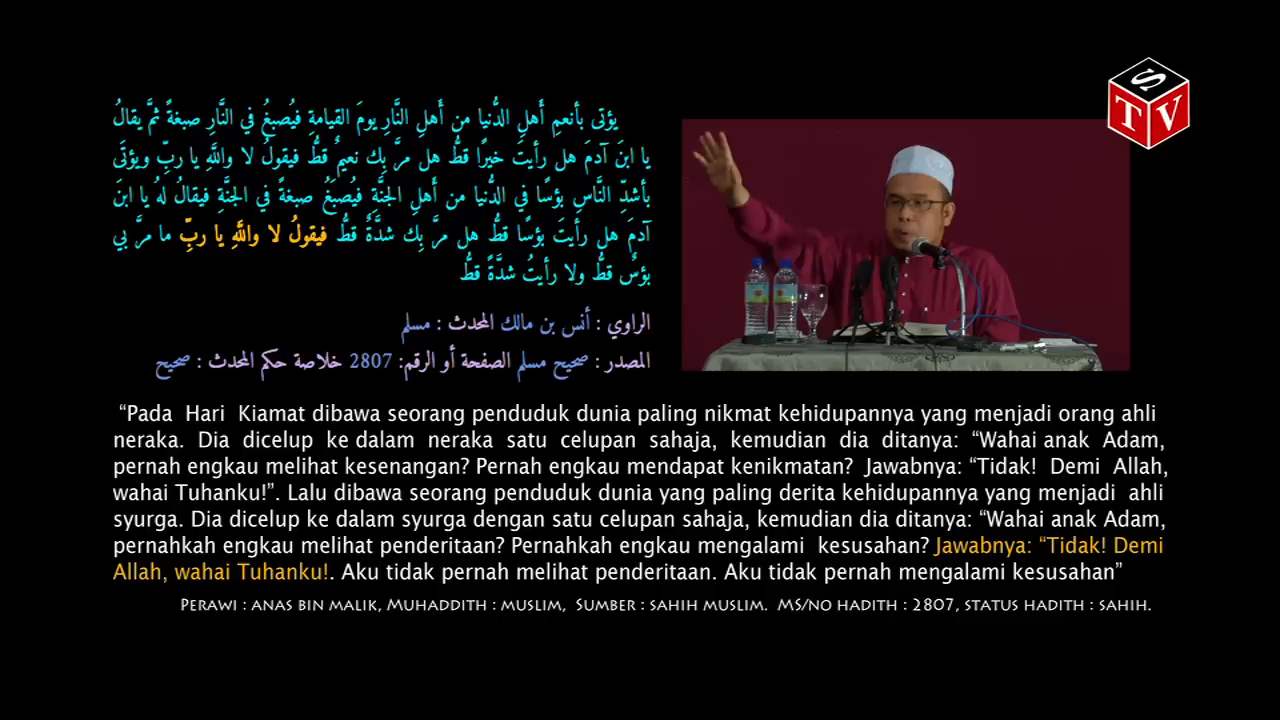 يؤتى بأنعمِ أَهلِ الدُّنيا من أَهلِ النَّارِ يومَ القيامةِ فيُصبغُ في النَّارِ صبغةً ثمَّ يقالُ
يا ابنَ آدمَ هل رأيتَ خيرًا قطُّ هل مرَّ بِك نعيمٌ قطُّ فيقولُ لا واللَّهِ يا ربِّ ويؤتَى
بأشدِّ النَّاسِ بؤسًا في الدُّنيا من أَهلِ الجنَّةِ فيُصبَغُ صبغةً في الجنَّةِ فيقالُ لهُ يا ابنَ
آدمَ هل رأيتَ بؤسًا قطُّ هل مرَّ بِك شدَّةٌ قطُّ فيقولُ لا واللَّهِ يا ربِّ ما مرَّ بي
بؤسٌ قطُّ ولا رأيتُ شدَّةً قطُّ
الراوي : أنس بن مالك المحدث : مسلم
المصدر : صحيح مسلم الصفحة أو الرقم: 2807 خلاصة حكم المحدث : صحيح
S
T V
“Pada Hari Kiamat dibawa seorang penduduk dunia paling nikmat kehidupannya yang menjadi orang ahli
neraka. Dia dicelup ke dalam neraka satu celupan sahaja, kemudian dia ditanya: “Wahai anak Adam,
pernah engkau melihat kesenangan? Pernah engkau mendapat kenikmatan? Jawabnya: “Tidak! Demi Allah,
wahai Tuhanku!”. Lalu dibawa seorang penduduk dunia yang paling derita kehidupannya yang menjadi ahli
syurga. Dia dicelup ke dalam syurga dengan satu celupan sahaja, kemudian dia ditanya: “Wahai anak Adam,
pernahkah engkau melihat penderitaan? Pernahkah engkau mengalami kesusahan? Jawabnya: “Tidak! Demi
Allah, wahai Tuhanku!. Aku tidak pernah melihat penderitaan. Aku tidak pernah mengalami kesusahan”
Perawi : anas bin malik, Muhaddith : muslim, Sumber : sahih muslim. MS/no hadith : 2807, status hadith : sahih.